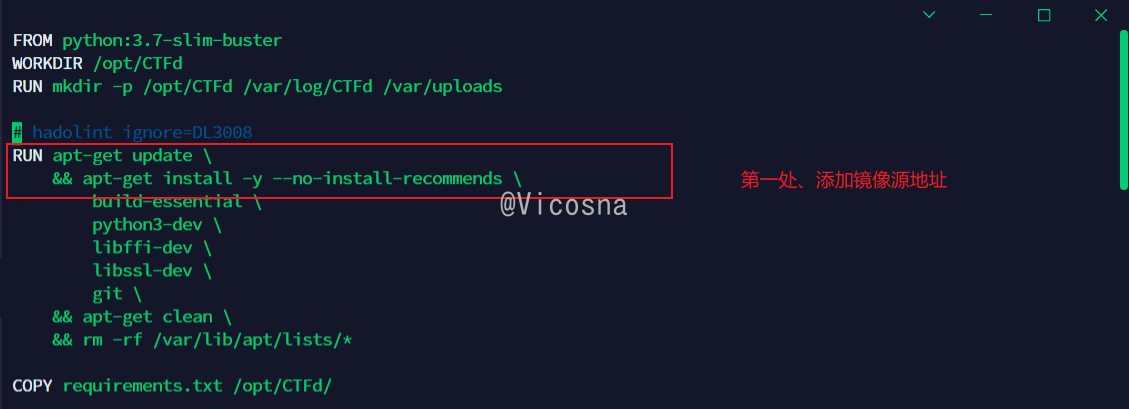 FROM python:3.7-slim-buster
WORKDIR /opt/CTFd
RUN mkdir -p /opt/CTFd /var/log/CTFd /var/uploads
# hadolint ignore=DL3008
RUN apt-get update \
&& apt-get install -y --no-install-recommends \
第一处、添加镜像源地址
build-essential \
@Vicosna
python3-dev \
libffi-dev \
libssl-dev \
git \
&& apt-get clean \
&& rm -rf /var/lib/apt/lists/*
COPY requirements.txt /opt/CTFd/